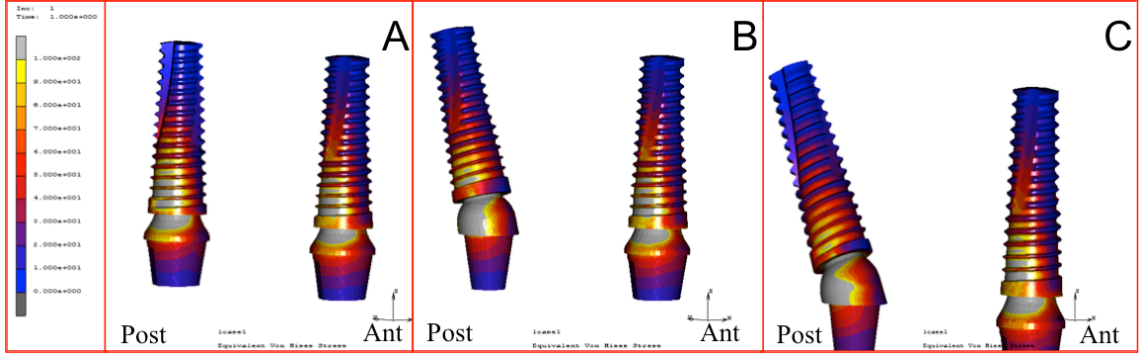 Inc: 1
Time: 1.000e+000
1.000e+002
9.000e+001
8.000e+001
7.000e+001
6.000e+001
5.000e+001
4.000e+001
3.000e+001
2.000e+001
1.000e+001
0.000e+000
A
Post
Ant
lcase1
Equivalent Von Mises Stress
B
Post
Ant
lcase1
Equivalent Von Mises Stress
C
Post
Ant
lcase1
Equivalent Von Mises Stress